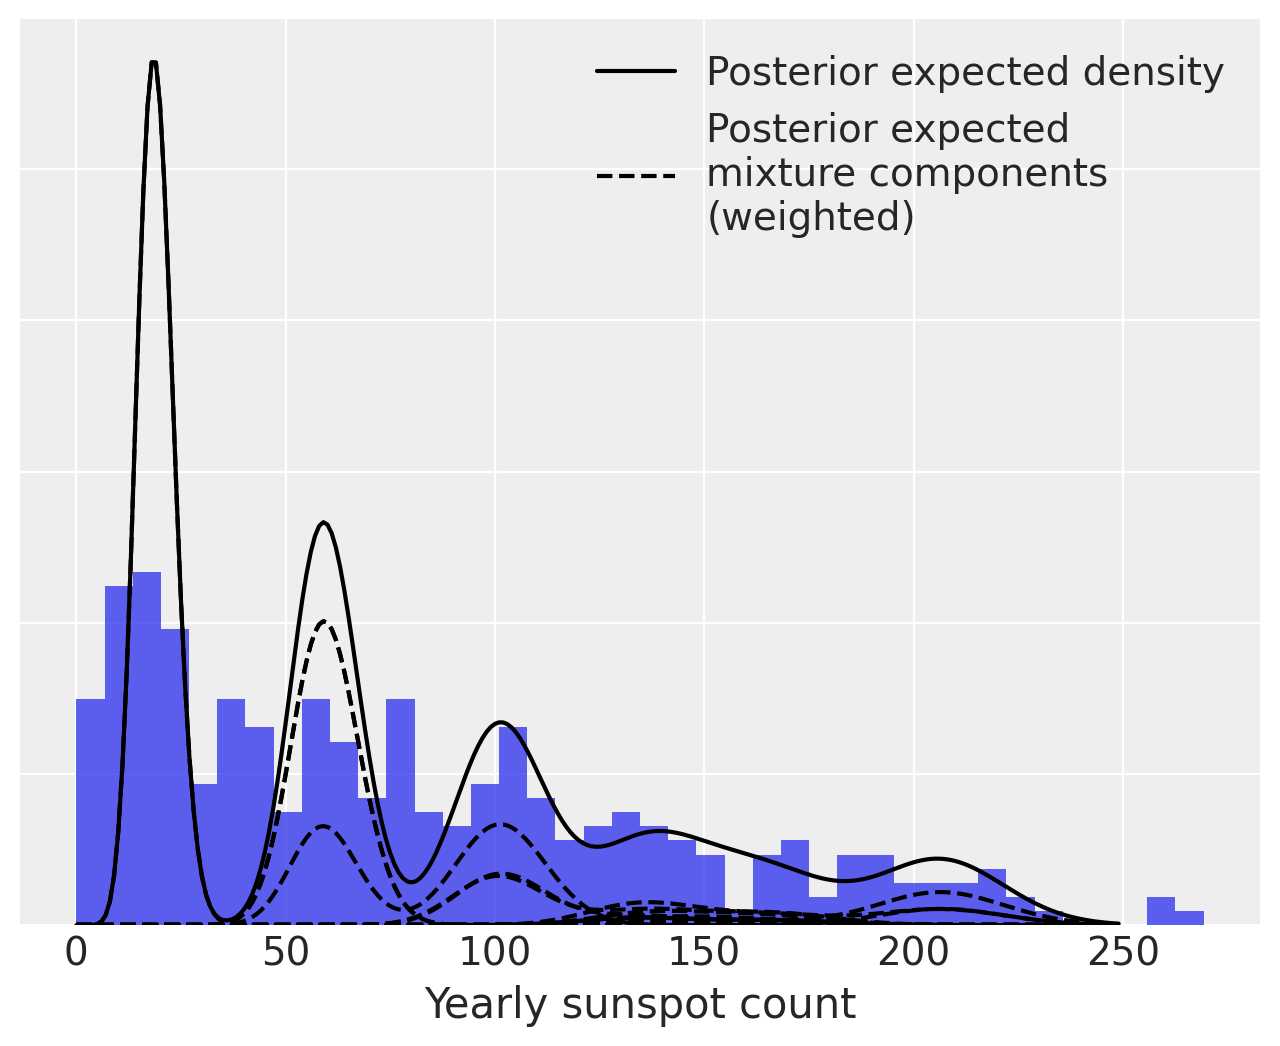 Posterior expected density
Posterior expected
mixture components
(weighted)
0 50 100 150 200 250
Yearly sunspot count